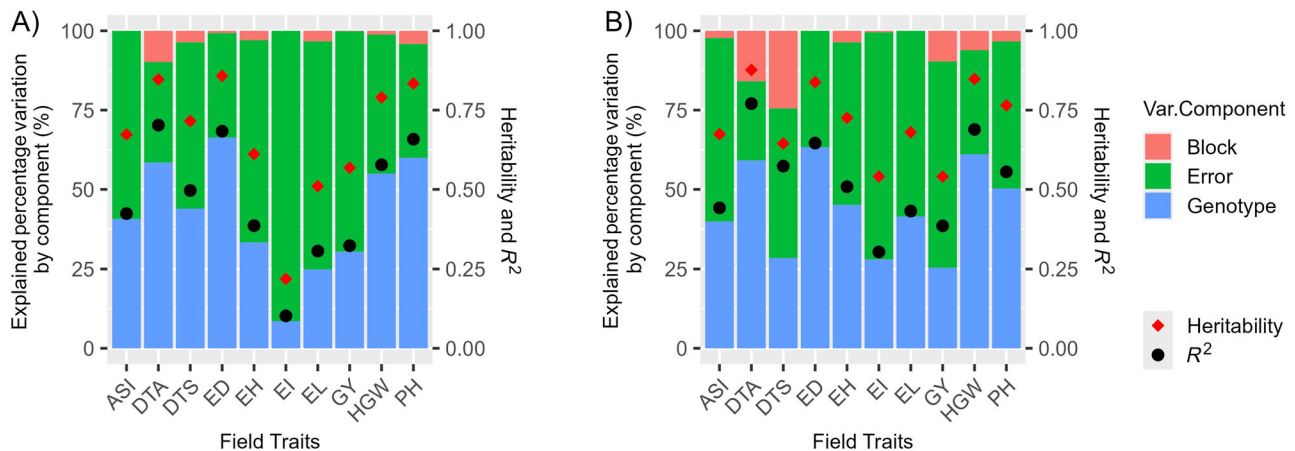 A)
Explained percentage variation
by component (%)
100
75
50
25
0
1.00
0.75
0.50
0.25
0.00
Heritability and R²
ASI DTA DTS ED EH EI EL GY HGW PH
Field Traits
B)
Explained percentage variation
by component (%)
100
75
50
25
0
1.00
0.75
0.50
0.25
0.00
Heritability and R²
ASI DTA DTS ED EH EI EL GY HGW PH
Field Traits
Var.Component
Block
Error
Genotype
Heritability
R²